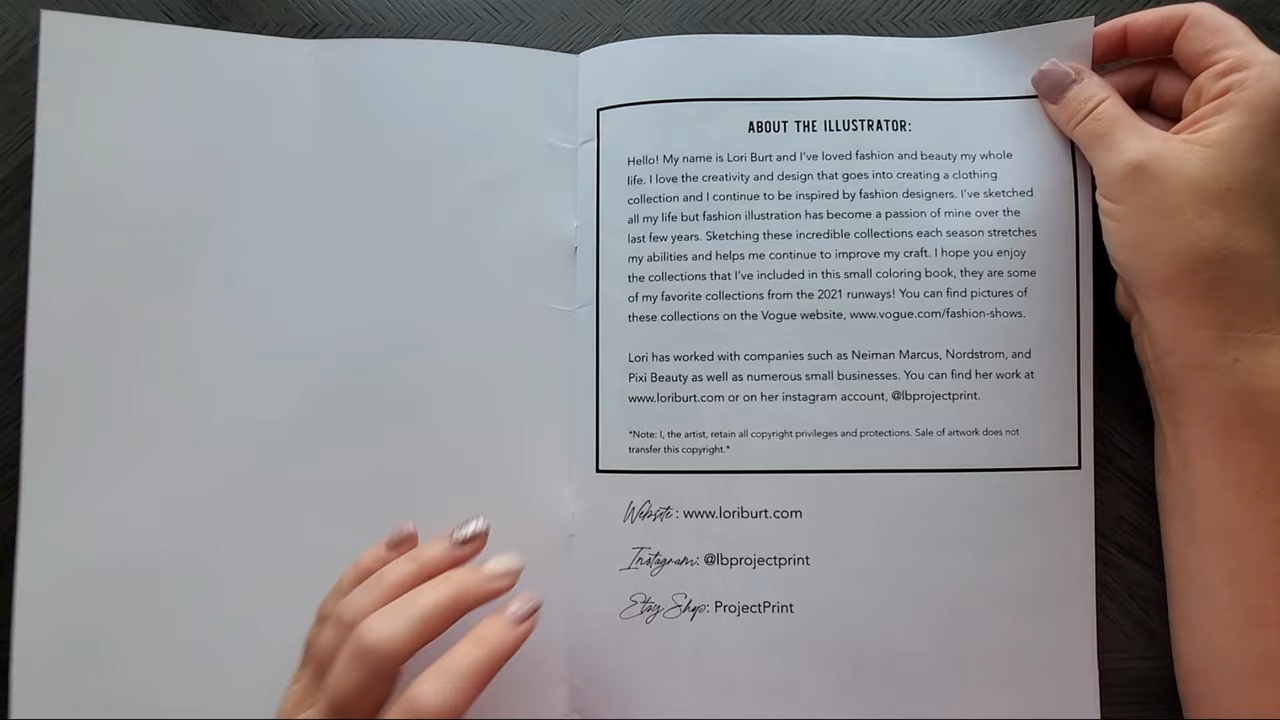 ABOUT THE ILLUSTRATOR:
Hello! My name is Lori Burt and I've loved fashion and beauty my whole
life. I love the creativity and design that goes into creating a clothing
collection and I continue to be inspired by fashion designers. I've sketched
all my life but fashion illustration has become a passion of mine over the
last few years. Sketching these incredible collections each season stretches
my abilities and helps me continue to improve my craft. I hope you enjoy
the collections that I've included in this small coloring book, they are some
of my favorite collections from the 2021 runways! You can find pictures of
these collections on the Vogue website, www.vogue.com/fashion-shows.
Lori has worked with companies such as Neiman Marcus, Nordstrom, and
Pixi Beauty as well as numerous small businesses. You can find her work at
www.loriburt.com or on her instagram account, @lbprojectprint.
*Note: I, the artist, retain all copyright privileges and protections. Sale of artwork does not
transfer this copyright.*
Website: www.loriburt.com
Instagram: @lbprojectprint
Etsy Shop: ProjectPrint